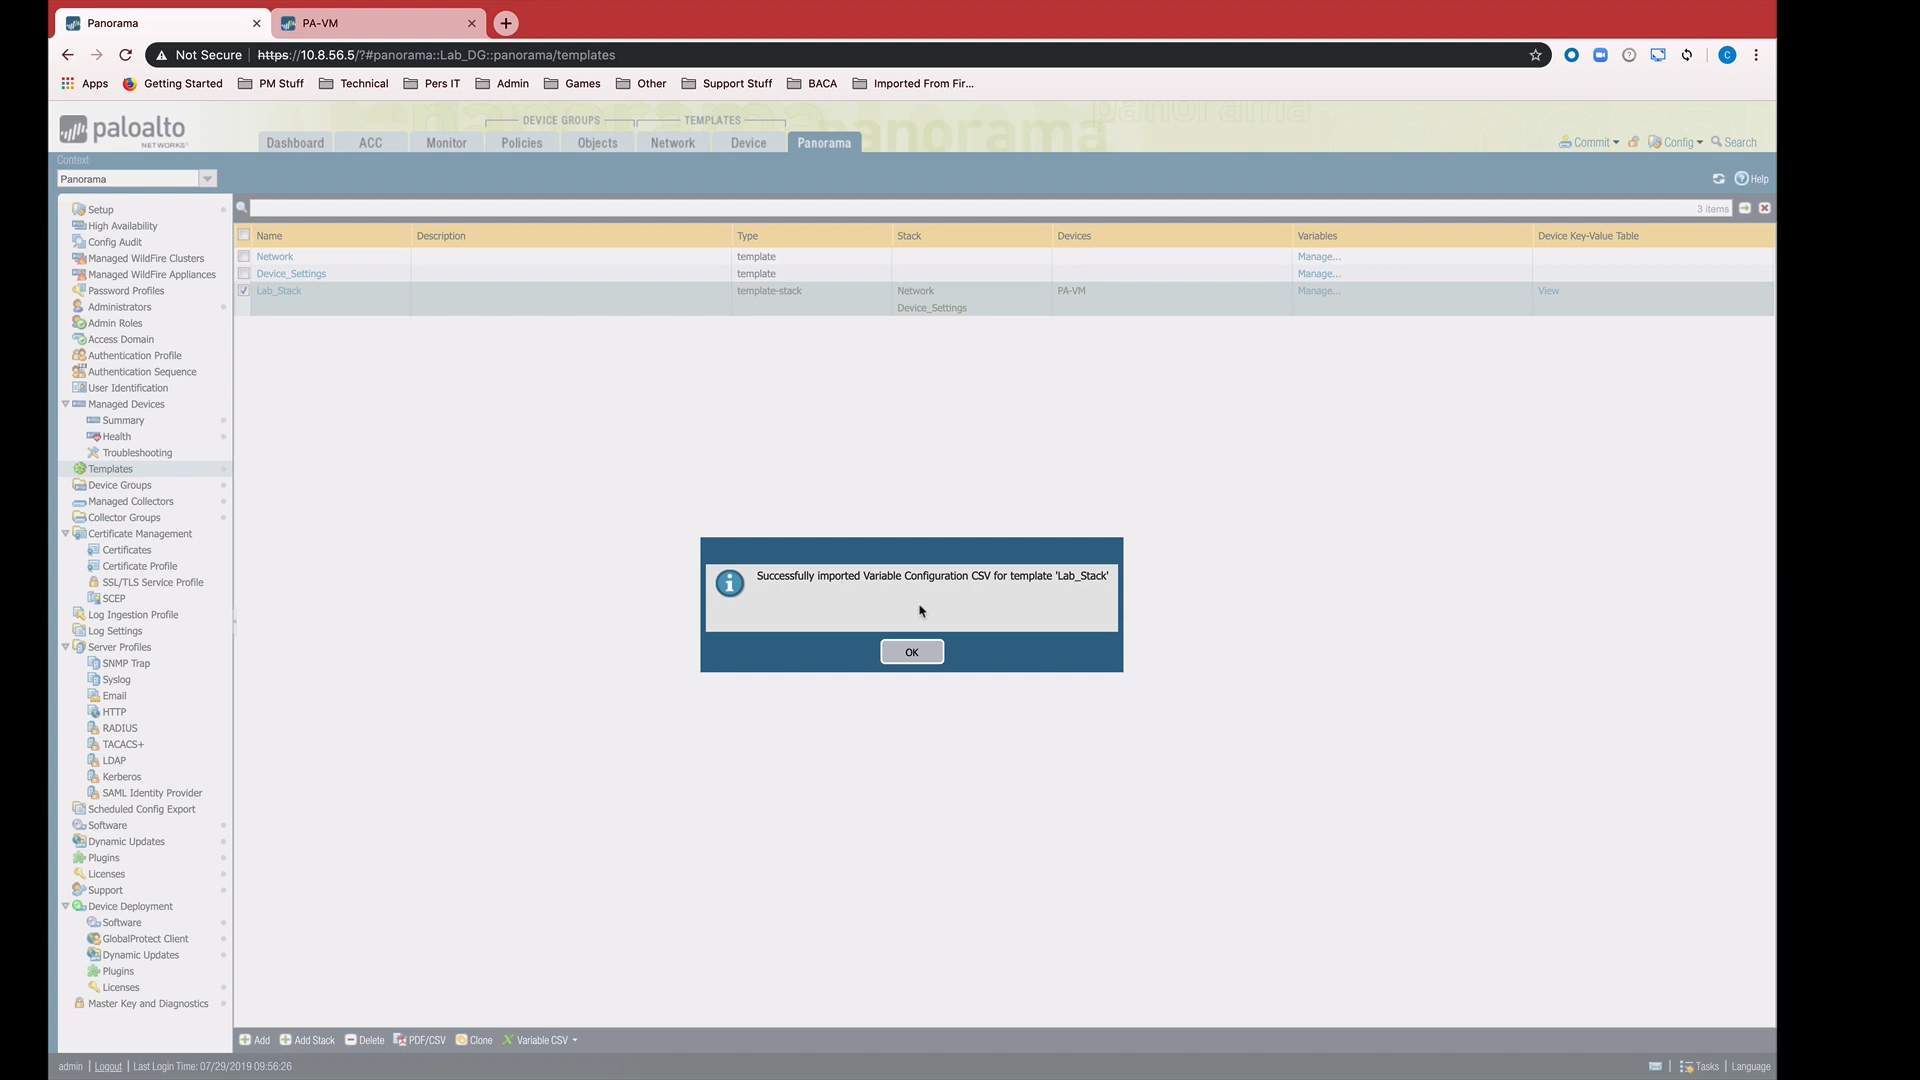 Panorama
PA-VM
Not Secure | https://10.8.56.5/?#panorama::Lab_DG::panorama/templates
C
Apps
Getting Started
PM Stuff
Technical
Pers IT
Admin
Games
Other
Support Stuff
BACA
Imported From Fir...
paloalto
NETWORKS
panorama
panorama
panorama
DEVICE GROUPS
TEMPLATES
Dashboard
ACC
Monitor
Policies
Objects
Network
Device
Panorama
Commit
Config
Search
Context
Panorama
Help
Setup
High Availability
Config Audit
Managed WildFire Clusters
Managed WildFire Appliances
Password Profiles
Administrators
Admin Roles
Access Domain
Authentication Profile
Authentication Sequence
User Identification
Managed Devices
Summary
Health
Troubleshooting
Templates
Device Groups
Managed Collectors
Collector Groups
Certificate Management
Certificates
Certificate Profile
SSL/TLS Service Profile
SCEP
Log Ingestion Profile
Log Settings
Server Profiles
SNMP Trap
Syslog
Email
HTTP
RADIUS
TACACS+
LDAP
Kerberos
SAML Identity Provider
Scheduled Config Export
Software
Dynamic Updates
Plugins
Licenses
Support
Device Deployment
Software
GlobalProtect Client
Dynamic Updates
Plugins
Licenses
Master Key and Diagnostics
3 items
Name Description Type Stack Devices Variables Device Key-Value Table
Network template Manage...
Device_Settings template Manage...
Lab_Stack template-stack Network PA-VM Manage... View
Device_Settings
Successfully imported Variable Configuration CSV for template 'Lab_Stack'
OK
Add
Add Stack
Delete
PDF/CSV
Clone
Variable CSV
admin | Logout | Last Login Time: 07/29/2019 09:56:26
Tasks | Language